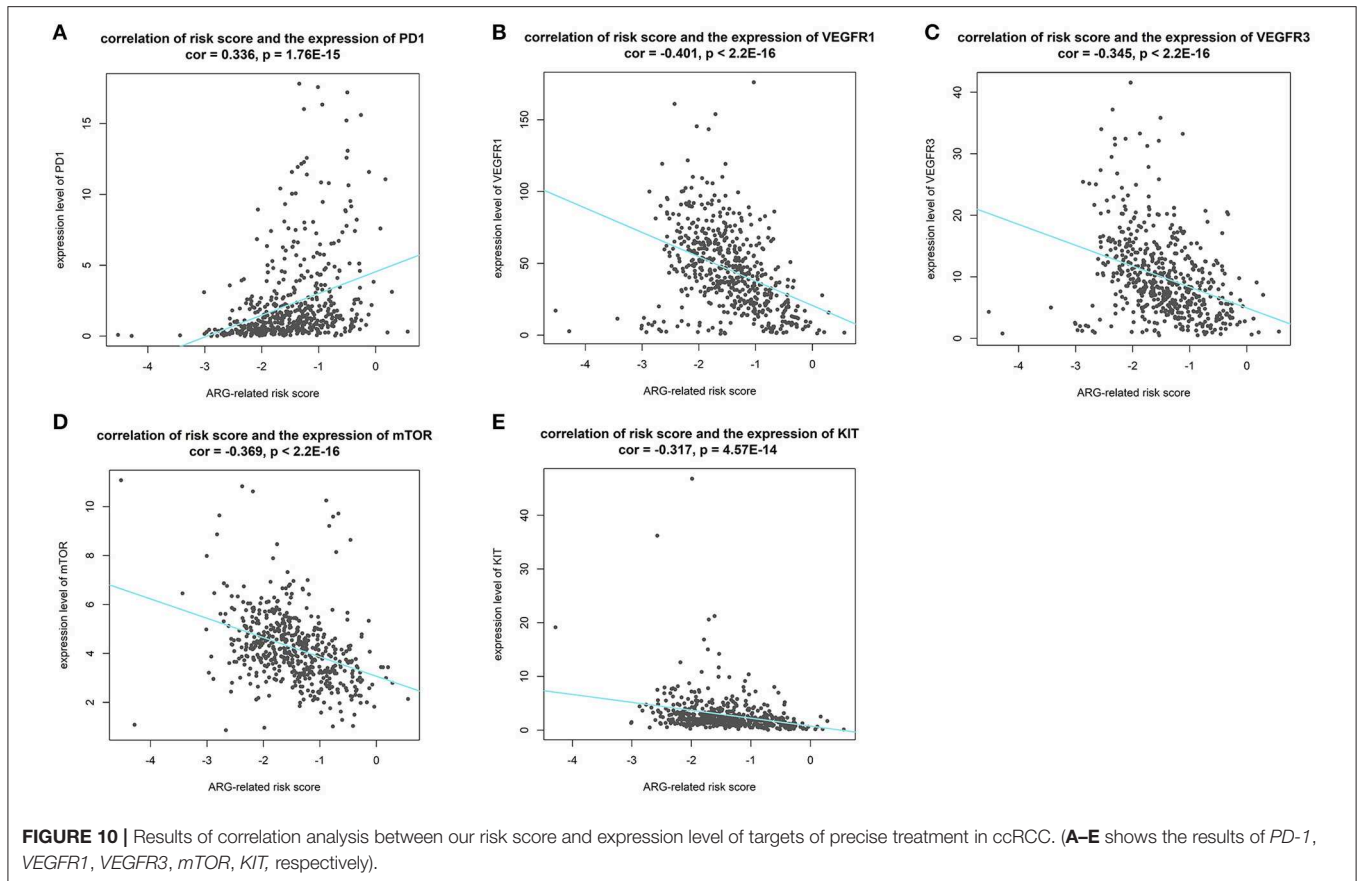 A
correlation of risk score and the expression of PD1
cor = 0.336, p = 1.76E-15
expression level of PD1
15
10
5
0
-4
-3
-2
-1
0
ARG-related risk score
B
correlation of risk score and the expression of VEGFR1
cor = -0.401, p < 2.2E-16
expression level of VEGFR1
150
100
50
0
-4
-3
-2
-1
0
ARG-related risk score
C
correlation of risk score and the expression of VEGFR3
cor = -0.345, p < 2.2E-16
expression level of VEGFR3
40
30
20
10
0
-4
-3
-2
-1
0
ARG-related risk score
D
correlation of risk score and the expression of mTOR
cor = -0.369, p < 2.2E-16
expression level of mTOR
10
8
6
4
2
-4
-3
-2
-1
0
ARG-related risk score
E
correlation of risk score and the expression of KIT
cor = -0.317, p = 4.57E-14
expression level of KIT
40
30
20
10
0
-4
-3
-2
-1
0
ARG-related risk score
FIGURE 10 | Results of correlation analysis between our risk score and expression level of targets of precise treatment in ccRCC. (A–E shows the results of PD-1,
VEGFR1, VEGFR3, mTOR, KIT, respectively).